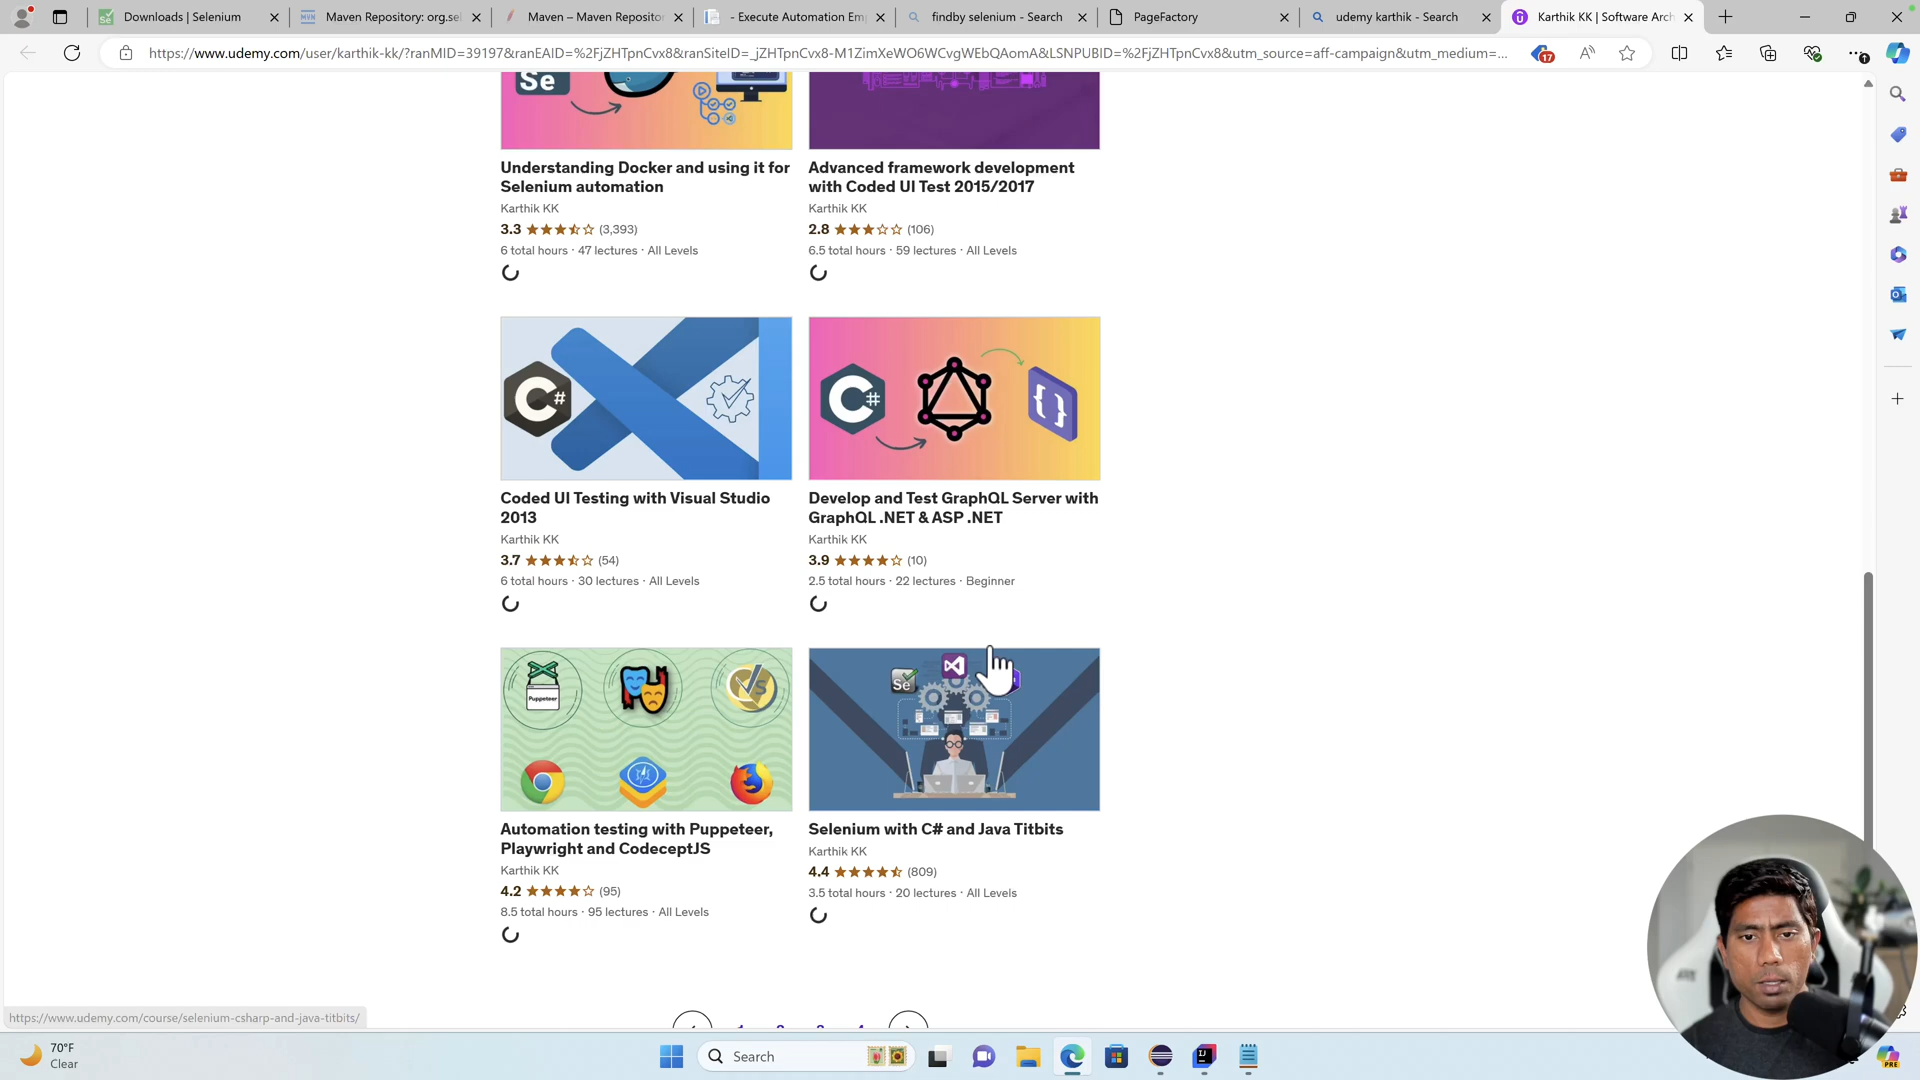 Downloads | Selenium
Maven Repository: org.sel
Maven – Maven Repositor
- Execute Automation Em
findby selenium - Search
PageFactory
udemy karthik - Search
Karthik KK | Software Arch
https://www.udemy.com/user/karthik-kk/?ranMID=39197&ranEAID=%2FjZHTpnCvx8&ranSiteID=_jZHTpnCvx8-M1ZimXeWO6WCvgWEbQAomA&LSNPUBID=%2FjZHTpnCvx8&utm_source=aff-campaign&utm_medium=...
17
Se
Understanding Docker and using it for
Selenium automation
Karthik KK
3.3 (3,393)
6 total hours · 47 lectures · All Levels
Advanced framework development
with Coded UI Test 2015/2017
Karthik KK
2.8 (106)
6.5 total hours · 59 lectures · All Levels
C#
Coded UI Testing with Visual Studio
2013
Karthik KK
3.7 (54)
6 total hours · 30 lectures · All Levels
C#
{ }
Develop and Test GraphQL Server with
GraphQL .NET & ASP .NET
Karthik KK
3.9 (10)
2.5 total hours · 22 lectures · Beginner
Puppeteer
Automation testing with Puppeteer,
Playwright and CodeceptJS
Karthik KK
4.2 (95)
8.5 total hours · 95 lectures · All Levels
Se
Selenium with C# and Java Titbits
Karthik KK
4.4 (809)
3.5 total hours · 20 lectures · All Levels
1 2 3 4
https://www.udemy.com/course/selenium-csharp-and-java-titbits/
70°F
Clear
Search
PRE